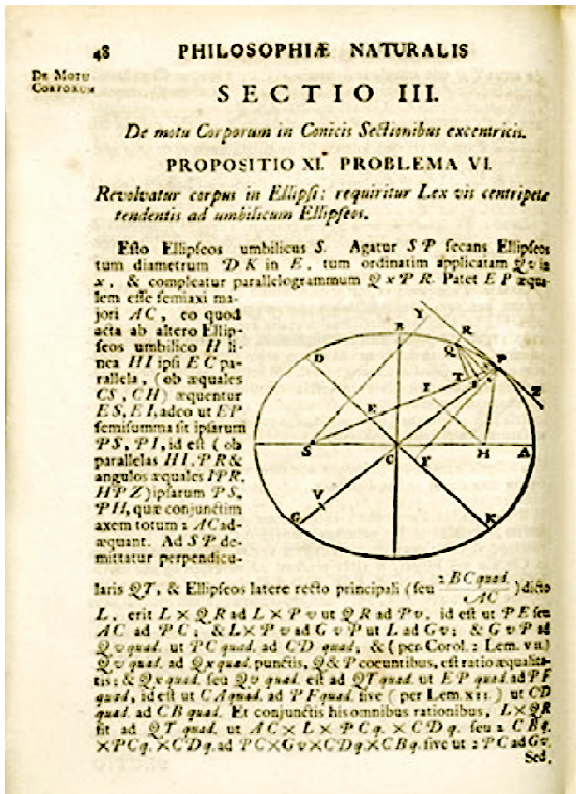 48 PHILOSOPHIÆ NATURALIS
DE MOTU
CORPORUM
SECTIO III.
De motu Corporum in Conicis Sectionibus excentricis.
PROPOSITIO XI. PROBLEMA VI.
Revolvatur corpus in Ellipsi: requiritur Lex vis centripetæ
tendentis ad umbilicum Ellipseos.
Esto Ellipseos umbilicus S. Agatur SP secans Ellipseos
tum diametrum DK in E, tum ordinatim applicatam Qv in
x, & compleatur parallelogrammum QxPR. Patet EP æqua-
lem esse semiaxi ma-
jori AC, eo quod
acta ab altero Ellip-
seos umbilico H li-
nea HI ipsi EC pa-
rallela, (ob æquales
CS, CH) æquentur
ES, EI, adeo ut EP
semisumma sit ipsarum
PS, PI, id est (ob
parallelas HI, PR &
angulos æquales IPR,
HPZ) ipsarum PS,
PH, quæ conjunctim
axem totum 2AC ad-
æquant. Ad SP de-
mittatur perpendicu-
B
Y
R
Q
P
D
T
I
Z
E
S
C
F
H
A
V
G
K
laris QT, & Ellipseos latere recto principali (seu 2BC quad. / AC) dicto
L, erit L×QR ad L×Pv ut QR ad Pv, id est ut PE seu
AC ad PC; & L×Pv ad GvP ut L ad Gv; & GvP ad
Qv quad. ut PC quad. ad CD quad; & (per Corol. 2 Lem. VII.)
Qv quad. ad Qx quad. punctis, Q & P coeuntibus, est ratio æqualita-
tis; & Qx quad. seu Qv quad. est ad QT quad. ut EP quad. ad PF
quad, id est ut CA quad. ad PF quad. sive (per Lem. XII.) ut CD
quad. ad CB quad. Et conjunctis his omnibus rationibus, L×QR
fit ad QT quad. ut AC×L×PCq.×CDq. seu 2CBq.
×PCq.×CDq. ad PC×Gv×CDq.×CBq. sive ut 2PC ad Gv.
Sed,